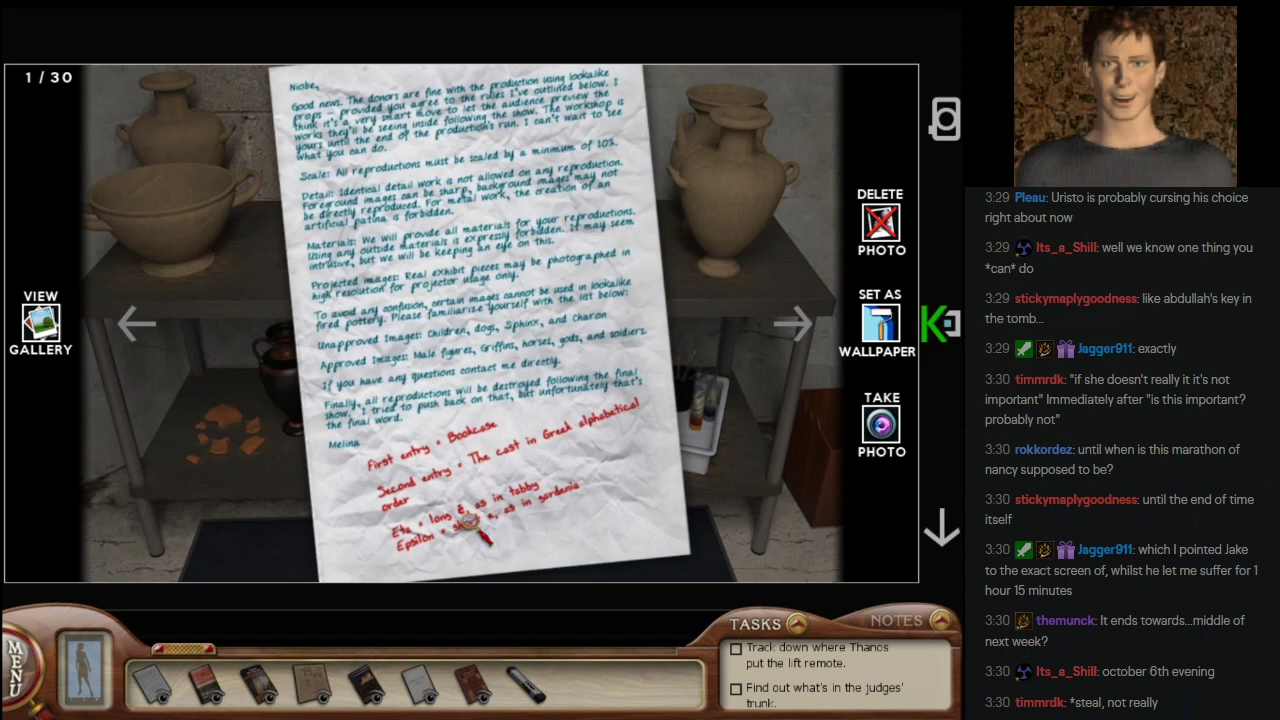 1 / 30
Niobe,
Good news. The donors are fine with the production using lookalike
props – provided you agree to the rules I've outlined below. I
think it's a very smart move to let the audience preview the
works they'll be seeing inside following the show. The workshop is
yours until the end of the production's run. I can't wait to see
what you can do.
Scale: All reproductions must be scaled by a minimum of 10%.
Detail: Identical detail work is not allowed on any reproduction.
Foreground images can be sharp, background images may not
be directly reproduced. For metal work, the creation of an
artificial patina is forbidden.
Materials: We will provide all materials for your reproductions.
Using any outside materials is expressly forbidden. It may seem
intrusive, but we will be keeping an eye on this.
Projected images: Real exhibit pieces may be photographed in
high resolution for projector usage only.
To avoid any confusion, certain images cannot be used in lookalike
fired pottery. Please familiarize yourself with the list below:
Unapproved Images: Children, dogs, Sphinx, and Charon
Approved Images: Male figures, Griffins, horses, gods, and soldiers.
If you have any questions contact me directly.
Finally, all reproductions will be destroyed following the final
show. I tried to push back on that, but unfortunately that's
the final word.
Melina
First entry = Bookcase
Second entry = The cast in Greek alphabetical
order
Eta = long e, as in tabby
Epsilon = e, as in gardenia
VIEW
GALLERY
DELETE
PHOTO
SET AS
WALLPAPER
TAKE
PHOTO
MENU
TASKS
NOTES
Track down where Thanos
put the lift remote.
Find out what's in the judges'
trunk.
3:29 Pleau: Uristo is probably cursing his choice
right about now
3:29 Its_a_Shill: well we know one thing you
*can* do
3:29 stickymaplygoodness: like abdullah's key in
the tomb...
3:29 Jagger911: exactly
3:30 timmrdk: "if she doesn't really it it's not
important" Immediately after "is this important?
probably not"
3:30 rokkordez: until when is this marathon of
nancy supposed to be?
3:30 stickymaplygoodness: until the end of time
itself
3:30 Jagger911: which I pointed Jake
to the exact screen of, whilst he let me suffer for 1
hour 15 minutes
3:30 themunck: It ends towards...middle of
next week?
3:30 Its_a_Shill: october 6th evening
3:30 timmrdk: *steal, not really